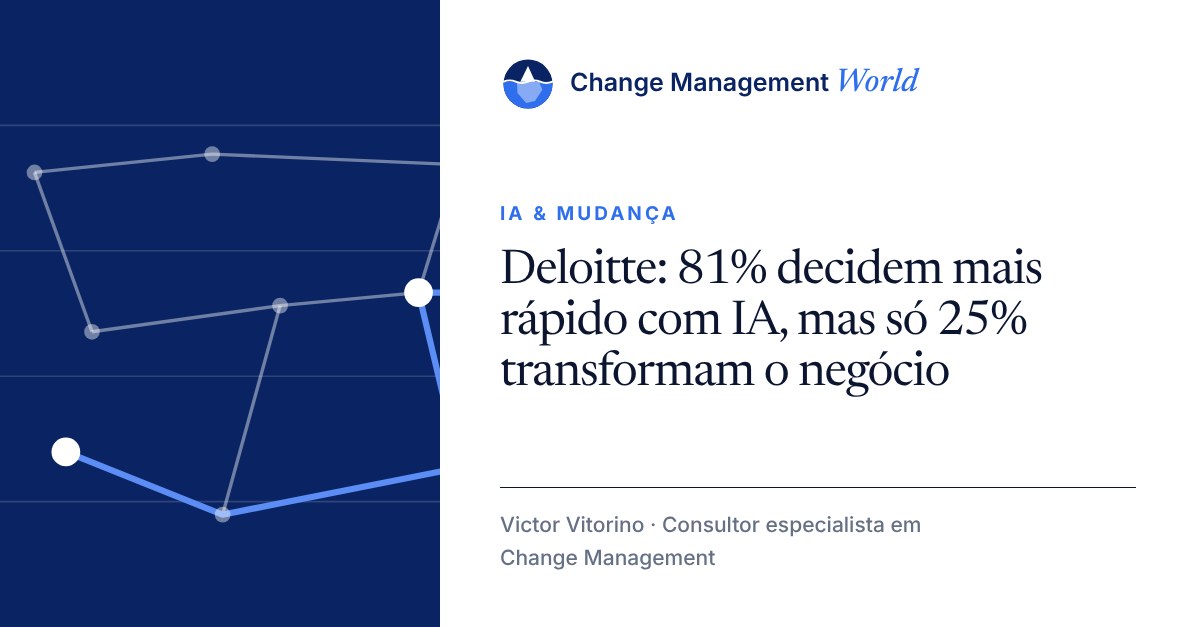 Change Management World
IA & MUDANÇA
Deloitte: 81% decidem mais
rápido com IA, mas só 25%
transformam o negócio
Victor Vitorino · Consultor especialista em
Change Management